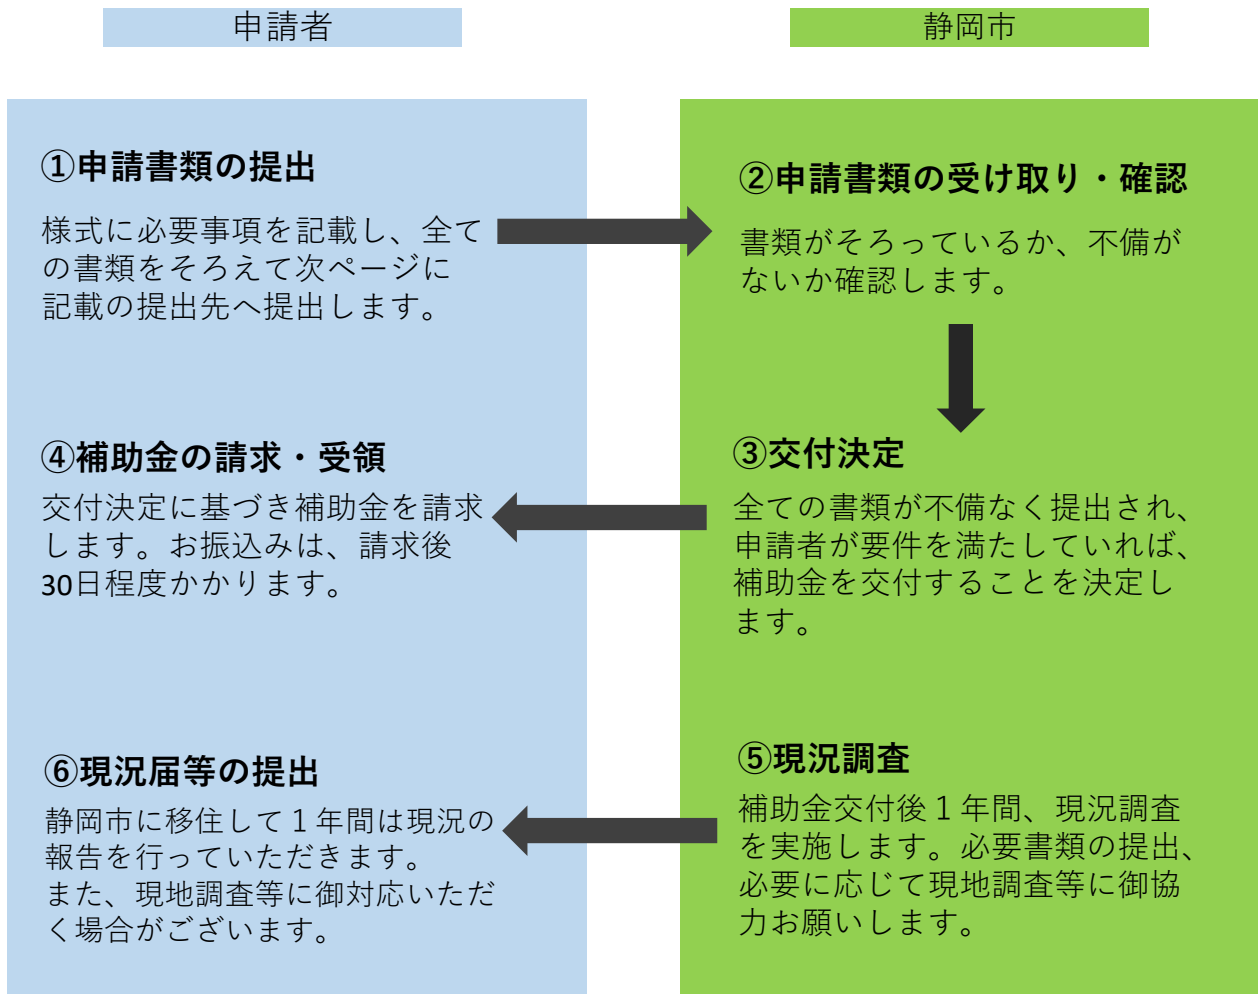 申請者
静岡市
①申請書類の提出
様式に必要事項を記載し、全て
の書類をそろえて次ページに
記載の提出先へ提出します。
②申請書類の受け取り・確認
書類がそろっているか、不備が
ないか確認します。
③交付決定
全ての書類が不備なく提出され、
申請者が要件を満たしていれば、
補助金を交付することを決定し
ます。
④補助金の請求・受領
交付決定に基づき補助金を請求
します。お振込みは、請求後
30日程度かかります。
⑤現況調査
補助金交付後１年間、現況調査
を実施します。必要書類の提出、
必要に応じて現地調査等に御協
力お願いします。
⑥現況届等の提出
静岡市に移住して１年間は現況の
報告を行っていただきます。
また、現地調査等に御対応いただ
く場合がございます。